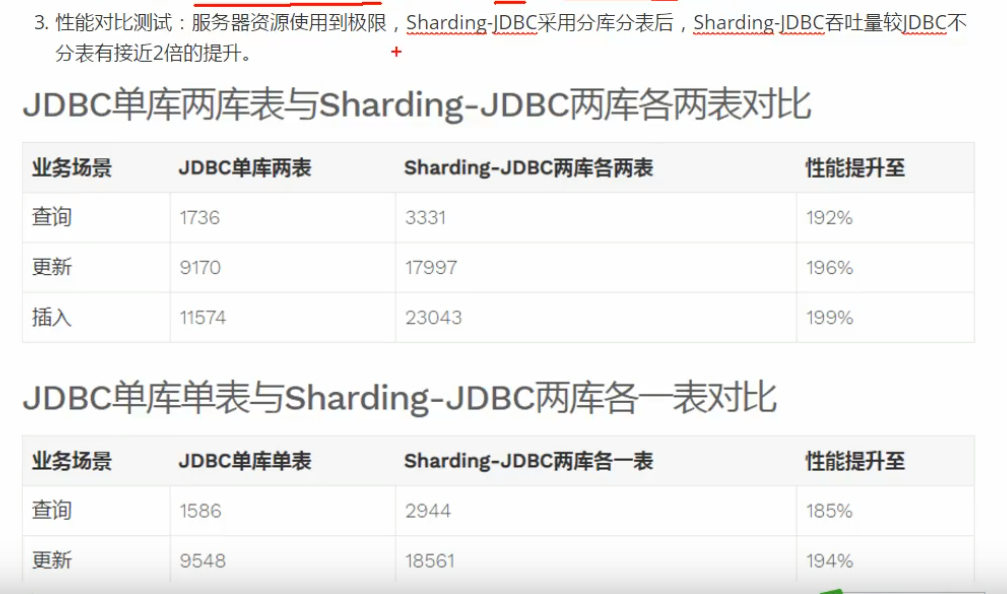 3. 性能对比测试：服务器资源使用到极限，Sharding-JDBC采用分库分表后，Sharding-JDBC吞吐量较JDBC不
分表有接近2倍的提升。
JDBC单库两库表与Sharding-JDBC两库各两表对比
业务场景 JDBC单库两表 Sharding-JDBC两库各两表 性能提升至
查询 1736 3331 192%
更新 9170 17997 196%
插入 11574 23043 199%
JDBC单库单表与Sharding-JDBC两库各一表对比
业务场景 JDBC单库单表 Sharding-JDBC两库各一表 性能提升至
查询 1586 2944 185%
更新 9548 18561 194%